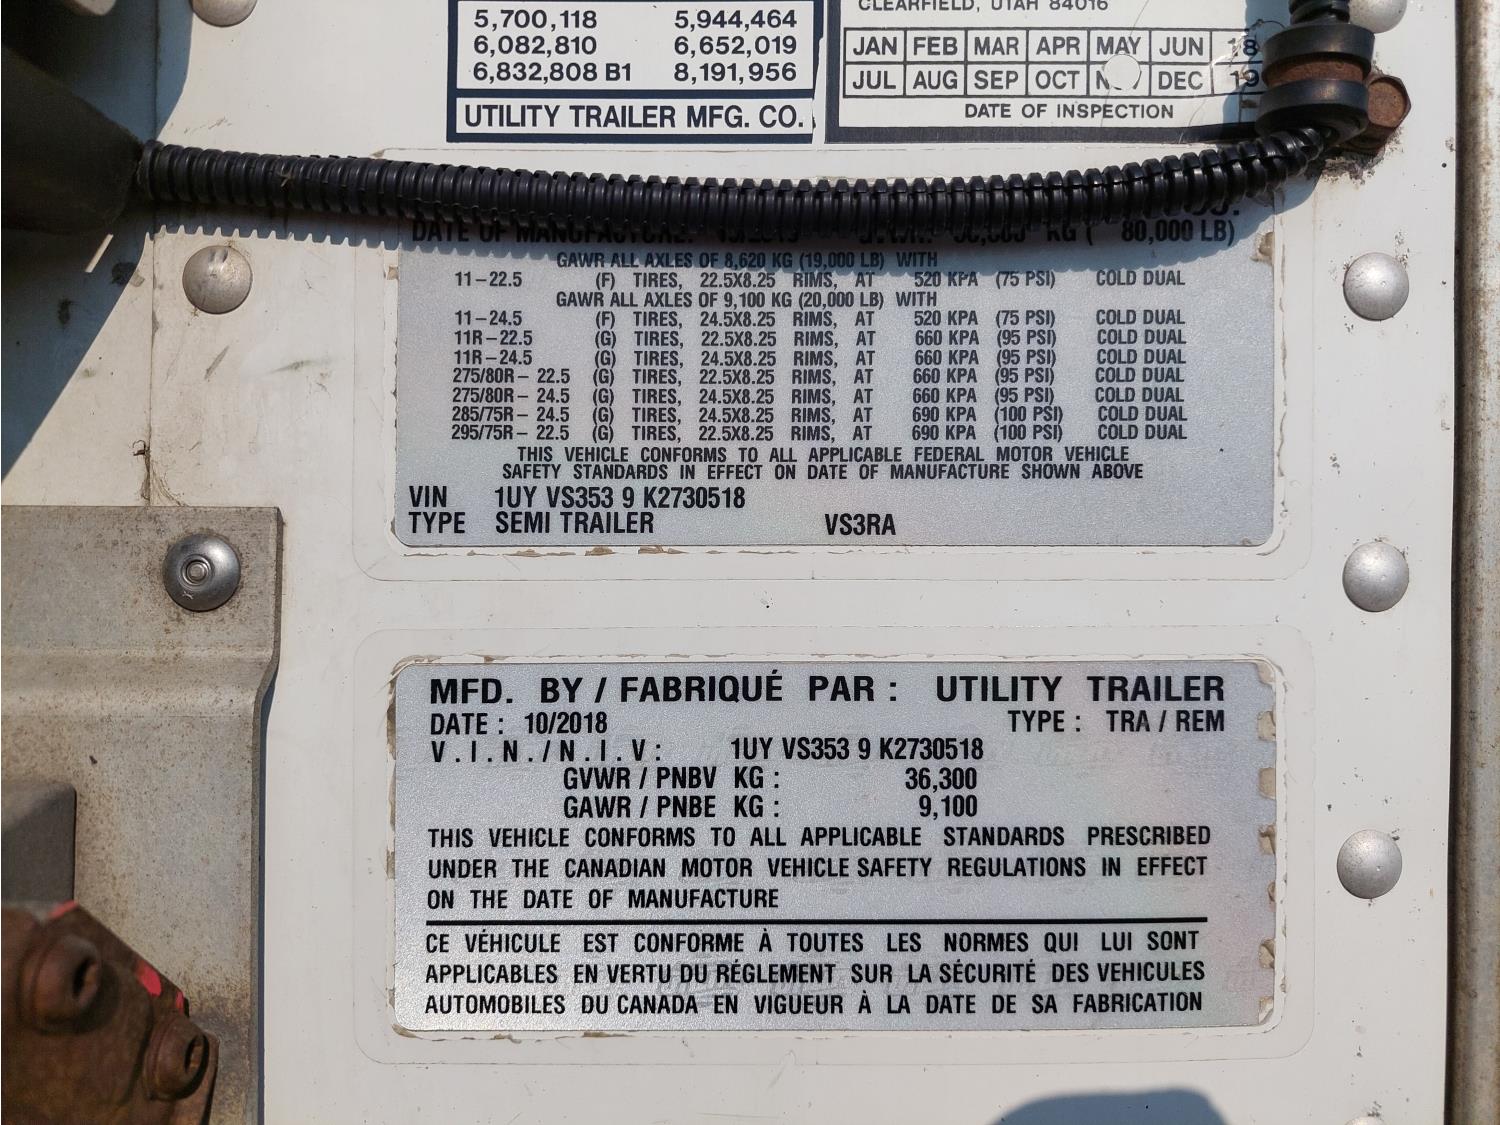 5,700,118 5,944,464
6,082,810 6,652,019
6,832,808 B1 8,191,956
UTILITY TRAILER MFG. CO.
CLEARFIELD, UTAH 84016
JAN FEB MAR APR MAY JUN 18
JUL AUG SEP OCT DEC 19
DATE OF INSPECTION
DATE OF MANUFACTURE: KG ( 80,000 LB)
GAWR ALL AXLES OF 8,620 KG (19,000 LB) WITH
11-22.5 (F) TIRES, 22.5X8.25 RIMS, AT 520 KPA (75 PSI) COLD DUAL
GAWR ALL AXLES OF 9,100 KG (20,000 LB) WITH
11-24.5 (F) TIRES, 24.5X8.25 RIMS, AT 520 KPA (75 PSI) COLD DUAL
11R-22.5 (G) TIRES, 22.5X8.25 RIMS, AT 660 KPA (95 PSI) COLD DUAL
11R-24.5 (G) TIRES, 24.5X8.25 RIMS, AT 660 KPA (95 PSI) COLD DUAL
275/80R-22.5 (G) TIRES, 22.5X8.25 RIMS, AT 660 KPA (95 PSI) COLD DUAL
275/80R-24.5 (G) TIRES, 24.5X8.25 RIMS, AT 660 KPA (95 PSI) COLD DUAL
285/75R-24.5 (G) TIRES, 24.5X8.25 RIMS, AT 690 KPA (100 PSI) COLD DUAL
295/75R-22.5 (G) TIRES, 22.5X8.25 RIMS, AT 690 KPA (100 PSI) COLD DUAL
THIS VEHICLE CONFORMS TO ALL APPLICABLE FEDERAL MOTOR VEHICLE
SAFETY STANDARDS IN EFFECT ON DATE OF MANUFACTURE SHOWN ABOVE
VIN 1UY VS353 9 K2730518
TYPE SEMI TRAILER VS3RA
MFD. BY / FABRIQUÉ PAR : UTILITY TRAILER
DATE : 10/2018 TYPE : TRA / REM
V.I.N./N.I.V: 1UY VS353 9 K2730518
GVWR / PNBV KG : 36,300
GAWR / PNBE KG : 9,100
THIS VEHICLE CONFORMS TO ALL APPLICABLE STANDARDS PRESCRIBED
UNDER THE CANADIAN MOTOR VEHICLE SAFETY REGULATIONS IN EFFECT
ON THE DATE OF MANUFACTURE
CE VÉHICULE EST CONFORME À TOUTES LES NORMES QUI LUI SONT
APPLICABLES EN VERTU DU RÉGLEMENT SUR LA SÉCURITÉ DES VEHICULES
AUTOMOBILES DU CANADA EN VIGUEUR À LA DATE DE SA FABRICATION